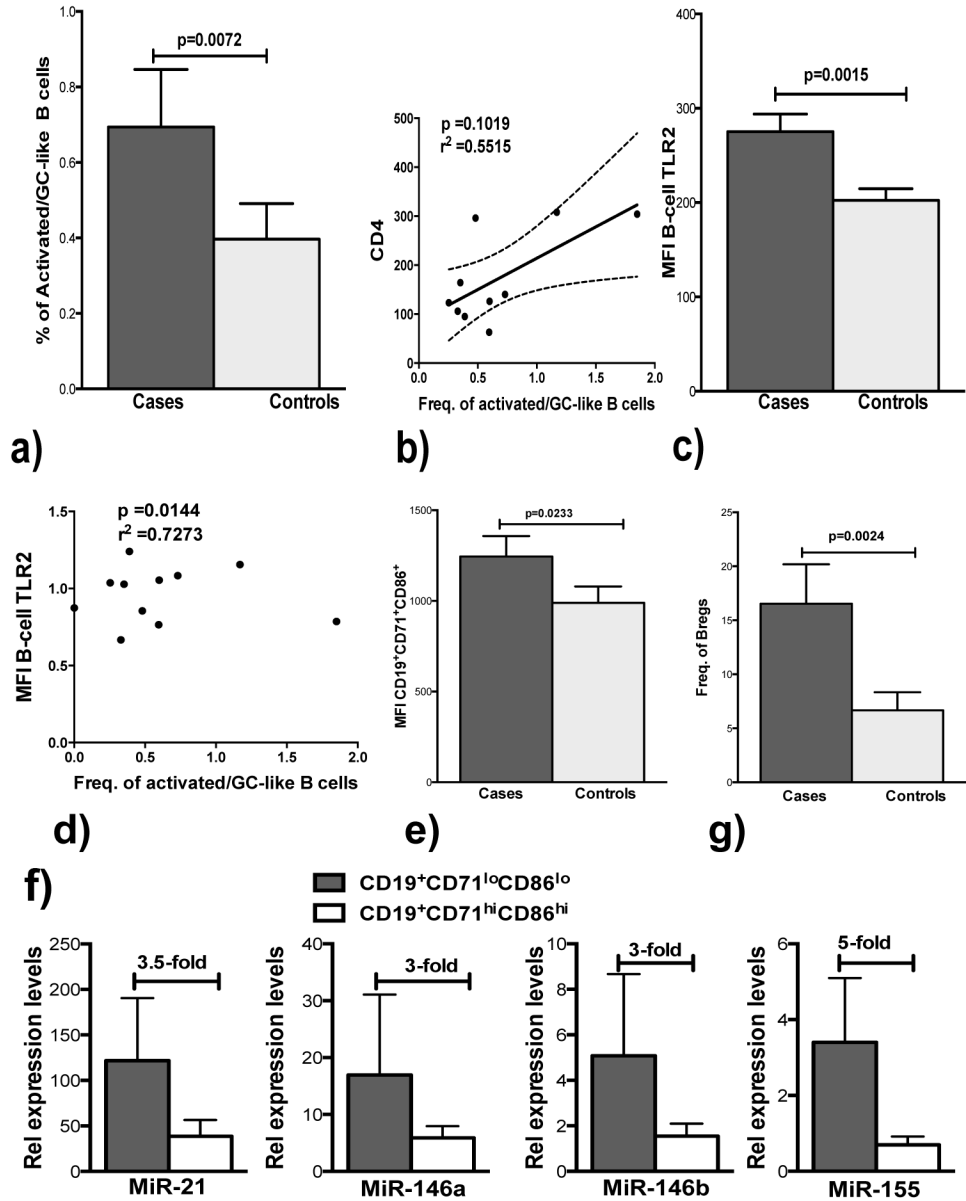 % of Activated/GC-like B cells
1.0
0.8
0.6
0.4
0.2
0.0
p=0.0072
Cases Controls
a)
CD4
500
400
300
200
100
0
p =0.1019
r² =0.5515
0.0 0.5 1.0 1.5 2.0
Freq. of activated/GC-like B cells
b)
MFI B-cell TLR2
400
300
200
100
0
p=0.0015
Cases Controls
c)
MFI B-cell TLR2
1.5
1.0
0.5
0.0
p =0.0144
r² =0.7273
0.0 0.5 1.0 1.5 2.0
Freq. of activated/GC-like B cells
d)
MFI CD19⁺CD71⁺CD86⁺
1500
1000
500
0
p=0.0233
Cases Controls
e)
Freq. of Bregs
25
20
15
10
5
0
p=0.0024
Cases Controls
g)
f)
CD19⁺CD71ˡᵒCD86ˡᵒ
CD19⁺CD71ʰⁱCD86ʰⁱ
Rel expression levels
250
200
150
100
50
0
3.5-fold
MiR-21
Rel expression levels
40
30
20
10
0
3-fold
MiR-146a
Rel expression levels
10
8
6
4
2
0
3-fold
MiR-146b
Rel expression levels
6
4
2
0
5-fold
MiR-155